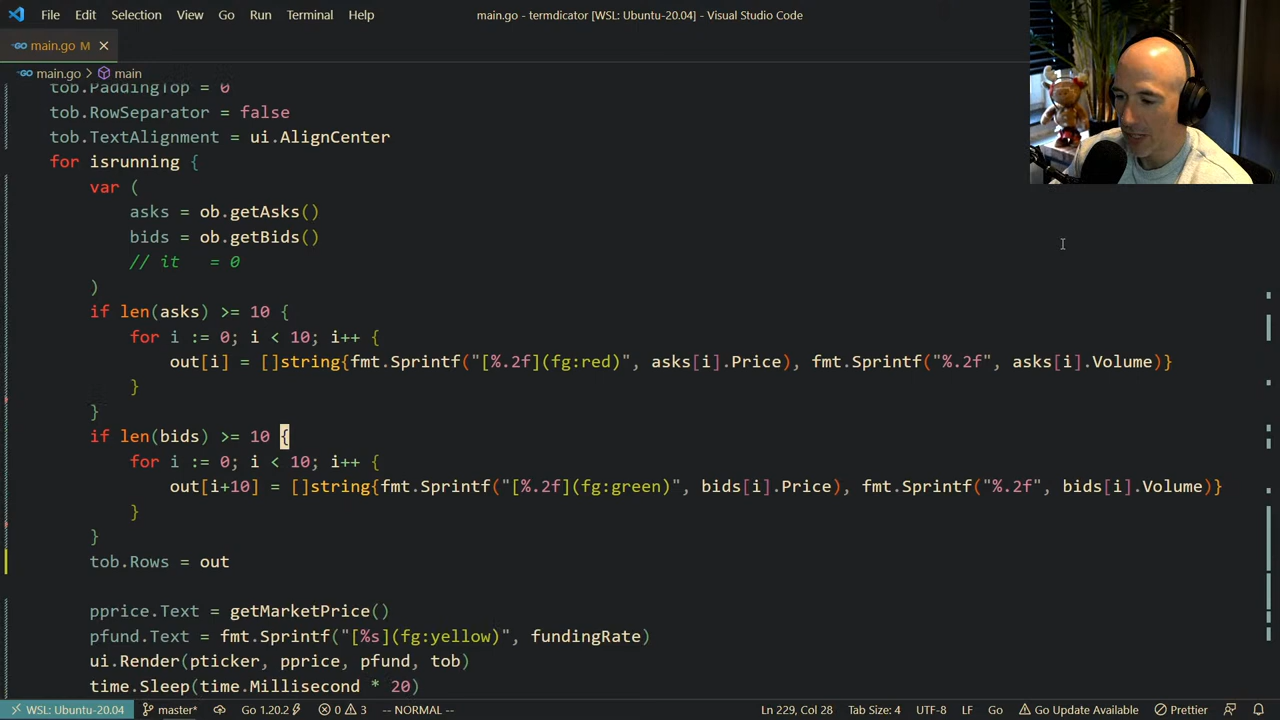 File Edit Selection View Go Run Terminal Help main.go - termdicator [WSL: Ubuntu-20.04] - Visual Studio Code
main.go M
main.go > main
tob.PaddingTop = 0
tob.RowSeparator = false
tob.TextAlignment = ui.AlignCenter
for isrunning {
var (
asks = ob.getAsks()
bids = ob.getBids()
// it   = 0
)
if len(asks) >= 10 {
for i := 0; i < 10; i++ {
out[i] = []string{fmt.Sprintf("[%.2f](fg:red)", asks[i].Price), fmt.Sprintf("%.2f", asks[i].Volume)}
}
}
if len(bids) >= 10 {
for i := 0; i < 10; i++ {
out[i+10] = []string{fmt.Sprintf("[%.2f](fg:green)", bids[i].Price), fmt.Sprintf("%.2f", bids[i].Volume)}
}
}
tob.Rows = out
pprice.Text = getMarketPrice()
pfund.Text = fmt.Sprintf("[%s](fg:yellow)", fundingRate)
ui.Render(pticker, pprice, pfund, tob)
time.Sleep(time.Millisecond * 20)
WSL: Ubuntu-20.04 master* Go 1.20.2 0 3 -- NORMAL -- Ln 229, Col 28 Tab Size: 4 UTF-8 LF Go Go Update Available Prettier